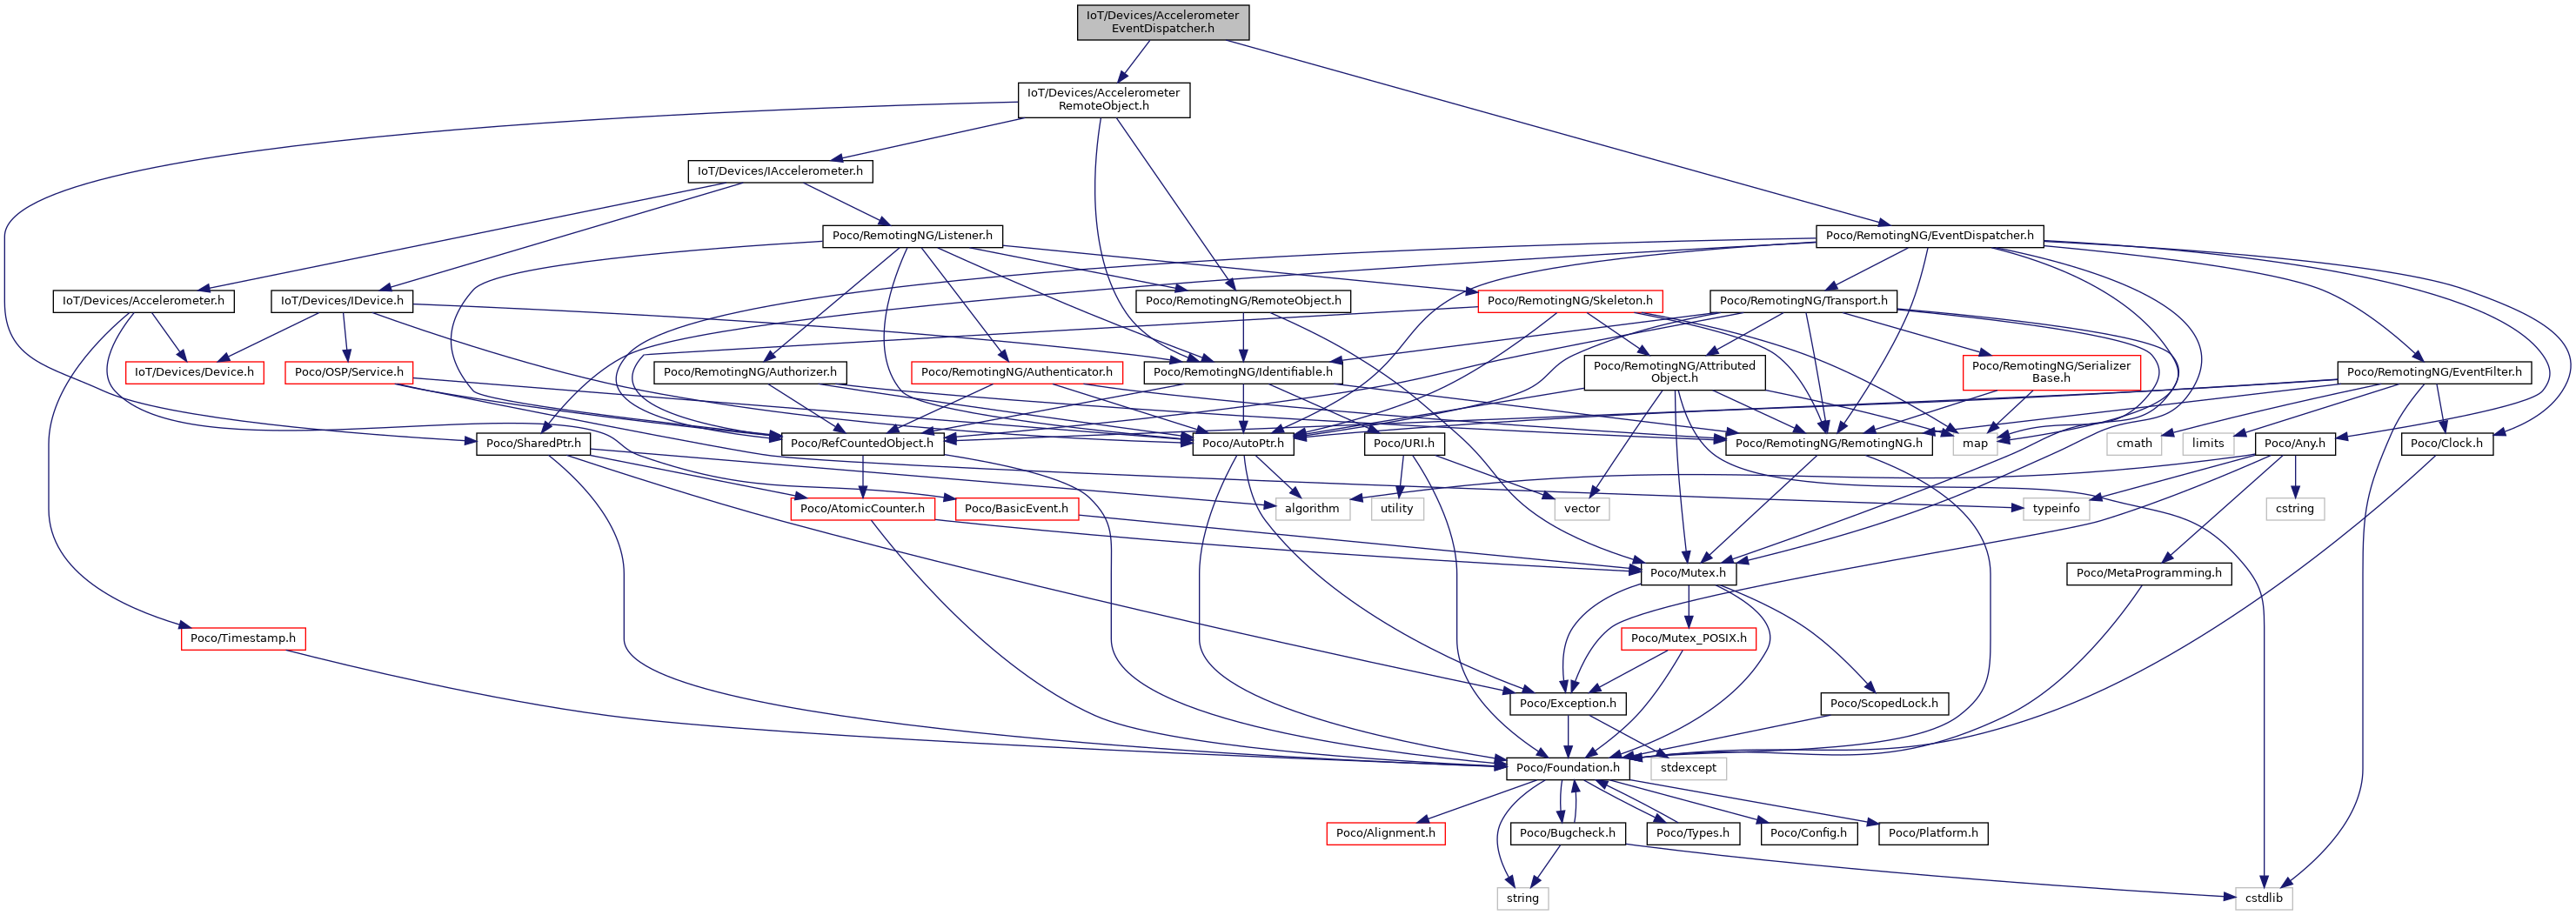 IoT/Devices/Accelerometer
EventDispatcher.h
IoT/Devices/Accelerometer
RemoteObject.h
IoT/Devices/IAccelerometer.h
Poco/RemotingNG/Listener.h
Poco/RemotingNG/EventDispatcher.h
IoT/Devices/Accelerometer.h
IoT/Devices/IDevice.h
Poco/RemotingNG/RemoteObject.h
Poco/RemotingNG/Skeleton.h
Poco/RemotingNG/Transport.h
IoT/Devices/Device.h
Poco/OSP/Service.h
Poco/RemotingNG/Authorizer.h
Poco/RemotingNG/Authenticator.h
Poco/RemotingNG/Identifiable.h
Poco/RemotingNG/Attributed
Object.h
Poco/RemotingNG/Serializer
Base.h
Poco/RemotingNG/EventFilter.h
Poco/SharedPtr.h
Poco/RefCountedObject.h
Poco/AutoPtr.h
Poco/URI.h
Poco/RemotingNG/RemotingNG.h
map
cmath
limits
Poco/Any.h
Poco/Clock.h
Poco/AtomicCounter.h
Poco/BasicEvent.h
algorithm
utility
vector
typeinfo
cstring
Poco/Mutex.h
Poco/MetaProgramming.h
Poco/Timestamp.h
Poco/Mutex_POSIX.h
Poco/Exception.h
Poco/ScopedLock.h
Poco/Foundation.h
stdexcept
Poco/Alignment.h
Poco/Bugcheck.h
Poco/Types.h
Poco/Config.h
Poco/Platform.h
string
cstdlib